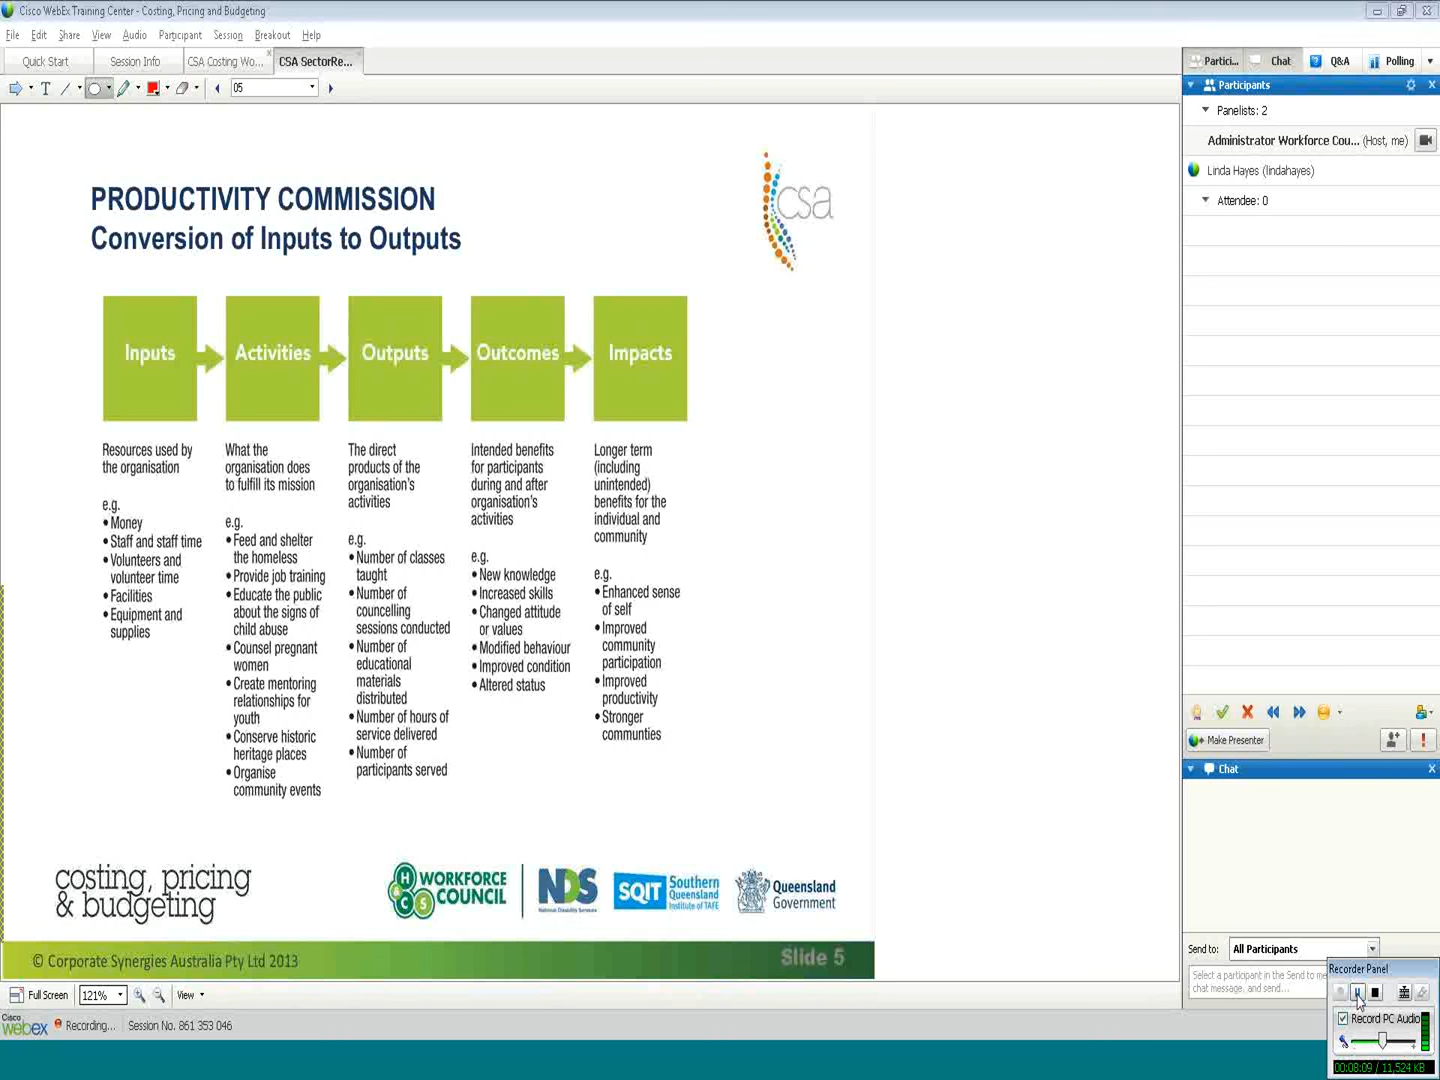 Cisco WebEx Training Center - Costing, Pricing and Budgeting
File Edit Share View Audio Participant Session Breakout Help
Quick Start Session Info CSA Costing Wo... CSA SectorRe...
Partici... Chat Q&A Polling
T 05
Participants
Panelists: 2
Administrator Workforce Cou... (Host, me)
Linda Hayes (lindahayes)
Attendee: 0
PRODUCTIVITY COMMISSION
Conversion of Inputs to Outputs
csa
Inputs
Activities
Outputs
Outcomes
Impacts
Resources used by
the organisation
e.g.
• Money
• Staff and staff time
• Volunteers and
volunteer time
• Facilities
• Equipment and
supplies
What the
organisation does
to fulfill its mission
e.g.
• Feed and shelter
the homeless
• Provide job training
• Educate the public
about the signs of
child abuse
• Counsel pregnant
women
• Create mentoring
relationships for
youth
• Conserve historic
heritage places
• Organise
community events
The direct
products of the
organisation's
activities
e.g.
• Number of classes
taught
• Number of
councelling
sessions conducted
• Number of
educational
materials
distributed
• Number of hours of
service delivered
• Number of
participants served
Intended benefits
for participants
during and after
organisation's
activities
e.g.
• New knowledge
• Increased skills
• Changed attitude
or values
• Modified behaviour
• Improved condition
• Altered status
Longer term
(including
unintended)
benefits for the
individual and
community
e.g.
• Enhanced sense
of self
• Improved
community
participation
• Improved
productivity
• Stronger
communties
costing, pricing
& budgeting
H & C S
WORKFORCE
COUNCIL
NDS
National Disability Services
SQIT
Southern
Queensland
Institute of TAFE
Queensland
Government
© Corporate Synergies Australia Pty Ltd 2013
Slide 5
Make Presenter
Chat
Send to: All Participants
Select a participant in the Send to me
chat message, and send...
Recorder Panel
Record PC Audio
00:08:09 / 11,524 KB
Full Screen 121% View
Cisco
webex
Recording... Session No. 861 353 046